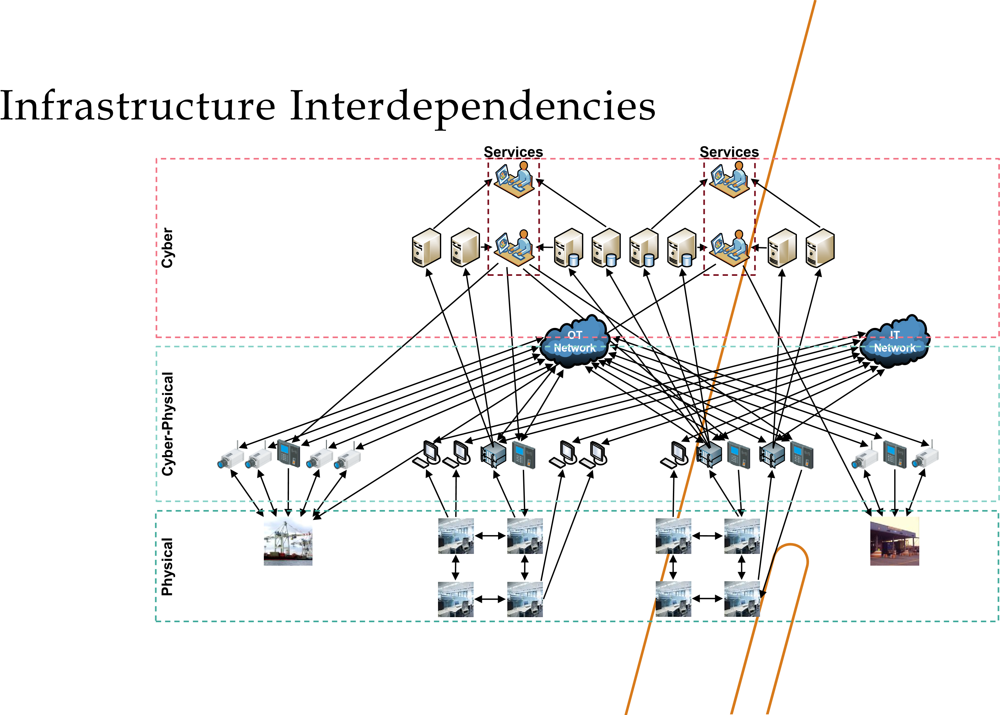 Infrastructure Interdependencies
Services
Services
Cyber
OT
Network
IT
Network
Cyber-Physical
Physical